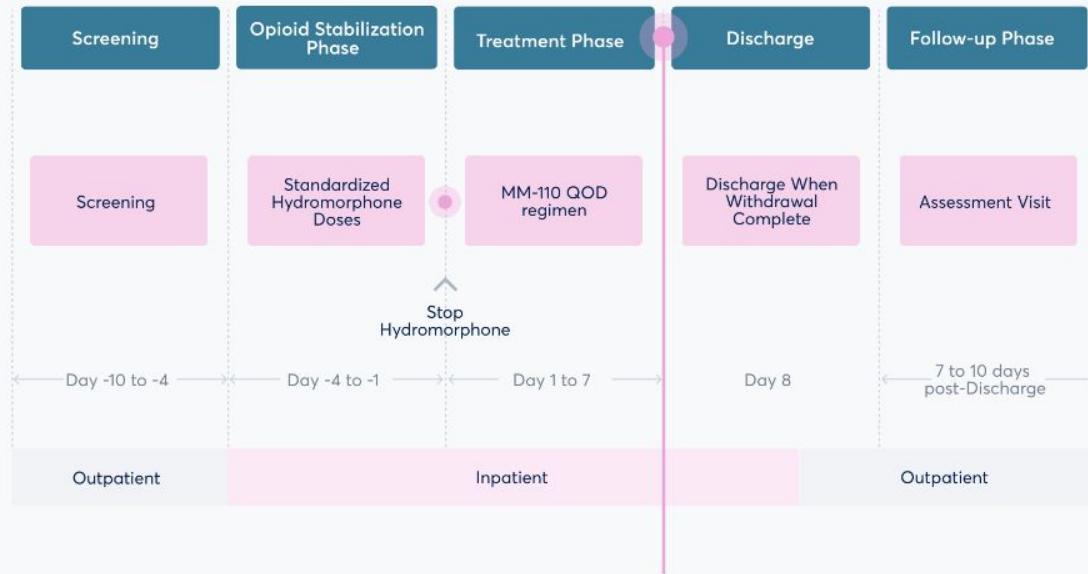 Screening
Opioid Stabilization
Phase
Treatment Phase
Discharge
Follow-up Phase
Screening
Standardized
Hydromorphone
Doses
MM-110 QOD
regimen
Discharge When
Withdrawal
Complete
Assessment Visit
Stop
Hydromorphone
Day -10 to -4
Day -4 to -1
Day 1 to 7
Day 8
7 to 10 days
post-Discharge
Outpatient
Inpatient
Outpatient